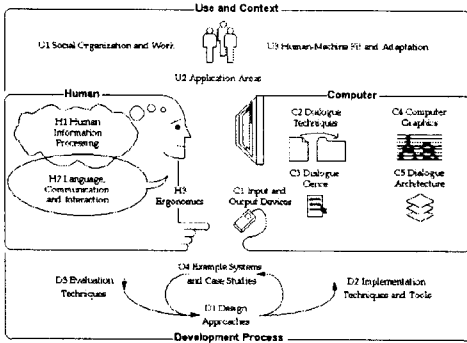 Use and Context
U1 Social Organization and Work
U3 Human-Machine Fit and Adaptation
U2 Application Areas
Human
Computer
H1 Human
Information
Processing
C2 Dialogue
Techniques
C4 Computer
Graphics
H2 Language,
Communication
and Interaction
H3
Ergonomics
C3 Dialogue
Genre
C1 Input and
Output Devices
C5 Dialogue
Architecture
D3 Evaluation
Techniques
D4 Example Systems
and Case Studies
D2 Implementation
Techniques and Tools
D1 Design
Approaches
Development Process